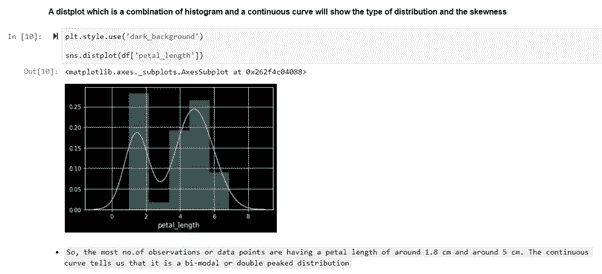 A distplot which is a combination of histogram and a continuous curve will show the type of distribution and the skewness
In [10]:
plt.style.use('dark_background')
sns.distplot(df['petal_length'])
Out[10]: <matplotlib.axes._subplots.AxesSubplot at 0x262f4c04088>
0.25
0.20
0.15
0.10
0.05
0.00
0 2 4 6 8
petal_length
• So, the most no.of observations or data points are having a petal length of around 1.8 cm and around 5 cm. The continuous
curve tells us that it is a bi-modal or double peaked distribution